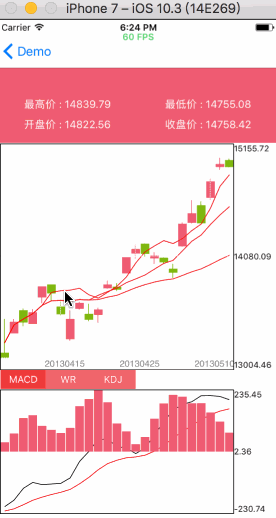 iPhone 7 – iOS 10.3 (14E269)
Carrier 6:24 PM
60 FPS
Demo
最高价 : 14839.79 最低价 : 14755.08
开盘价 : 14822.56 收盘价 : 14758.42
15155.72
14080.09
13004.46
20130415 20130425 20130510
MACD WR KDJ
235.45
2.36
-230.74